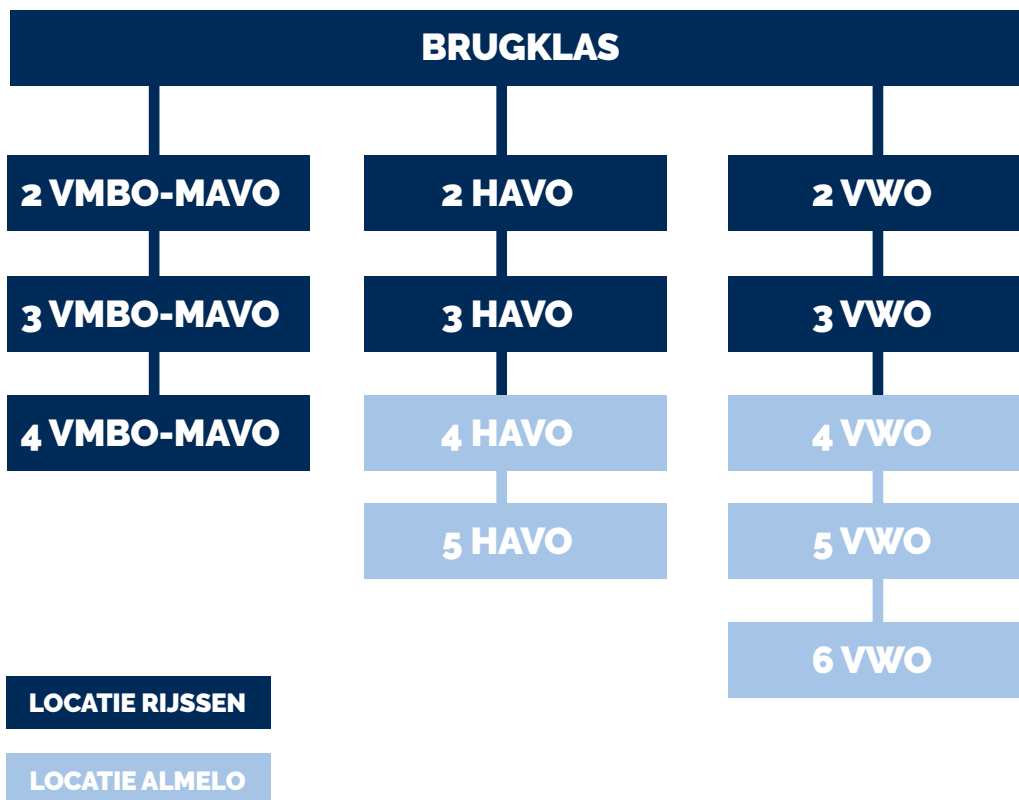 BRUGKLAS
2 VMBO-MAVO
2 HAVO
2 VWO
3 VMBO-MAVO
3 HAVO
3 VWO
4 VMBO-MAVO
4 HAVO
4 VWO
5 HAVO
5 VWO
6 VWO
LOCATIE RIJSSEN
LOCATIE ALMELO